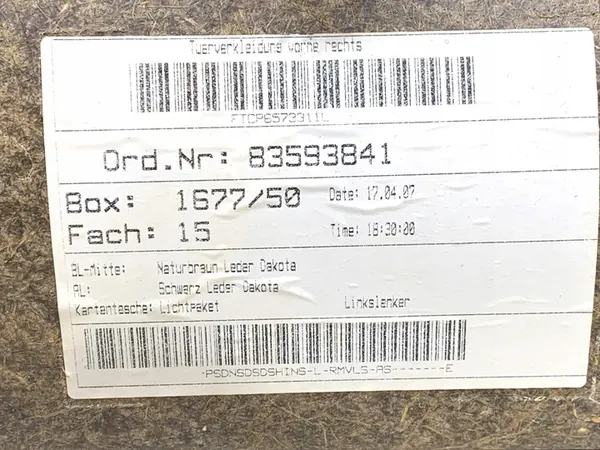 Tuerverkleidung vorne rechts
FTCP6573311L
Ord.Nr: 83593841
Box: 1677/50 Date: 17.04.07
Fach: 15 Time: 18:30:00
BL-Mitte: Naturbraun Leder Dakota
AL: Schwarz Leder Dakota
Kartentasche: Lichtpaket Linkslenker
-PSDNSDSDSHINS-L-RMVLS-AS-------E